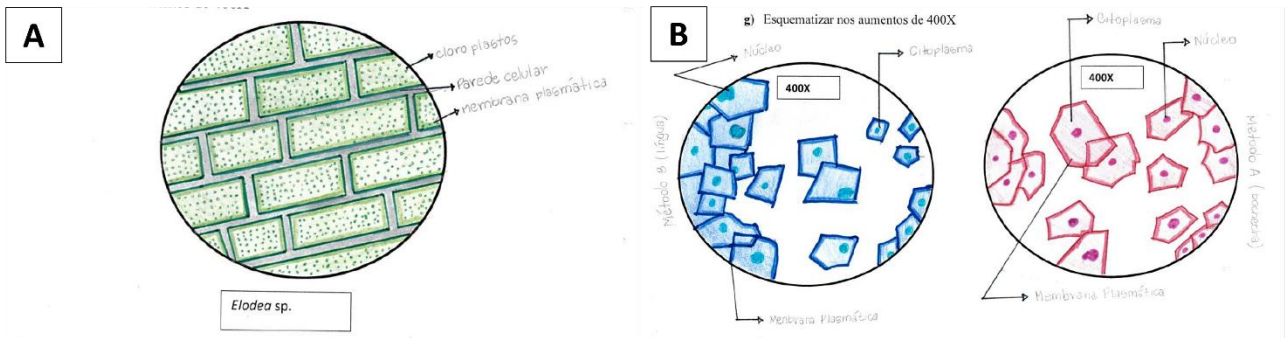 A
cloro plastos
Parede celular
membrana plasmática
Elodea sp.
B
g) Esquematizar nos aumentos de 400X
Núcleo
Citoplasma
400X
Método B (língua)
Menbrana Plasmática
Citoplasma
Núcleo
400X
Método A (bochecha)
Membrana Plasmática